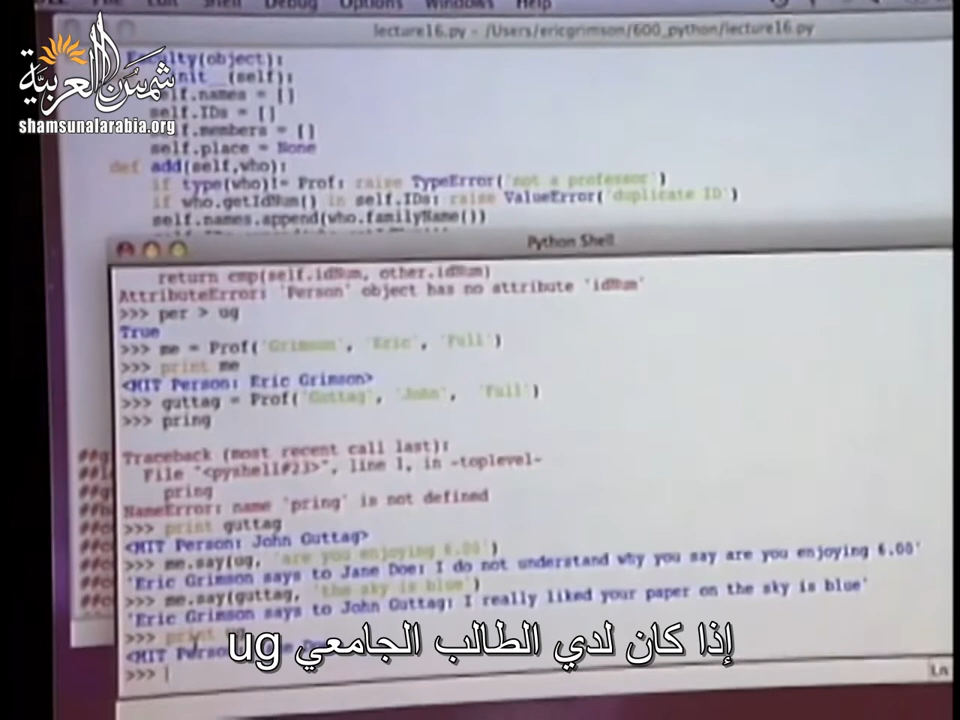 Shell Debug Options Windows Help
lecture16.py - /Users/ericgrimson/600_python/lecture16.py
شمس العربية
shamsunalarabia.org
(object):
(self):
self.names = []
self.IDs = []
self.members = []
self.place = None
def add(self,who):
if type(who)!= Prof: raise TypeError('not a professor')
if who.getIdNum() in self.IDs: raise ValueError('duplicate ID')
self.names.append(who.familyName())
Python Shell
return cmp(self.idNum, other.idNum)
AttributeError: 'Person' object has no attribute 'idNum'
>>> per > ug
True
>>> me = Prof('Grimson', 'Eric', 'Full')
>>> print me
<MIT Person: Eric Grimson>
>>> guttag = Prof('Guttag', 'John', 'Full')
>>> pring
Traceback (most recent call last):
File "<pyshell#23>", line 1, in -toplevel-
pring
NameError: name 'pring' is not defined
>>> print guttag
<MIT Person: John Guttag>
>>> me.say(ug, 'are you enjoying 6.00')
'Eric Grimson says to Jane Doe: I do not understand why you say are you enjoying 6.00'
>>> me.say(guttag, 'the sky is blue')
'Eric Grimson says to John Guttag: I really liked your paper on the sky is blue'
>>> print ug
<MIT Person:
>>>
Ln
إذا كان لدي الطالب الجامعي ug